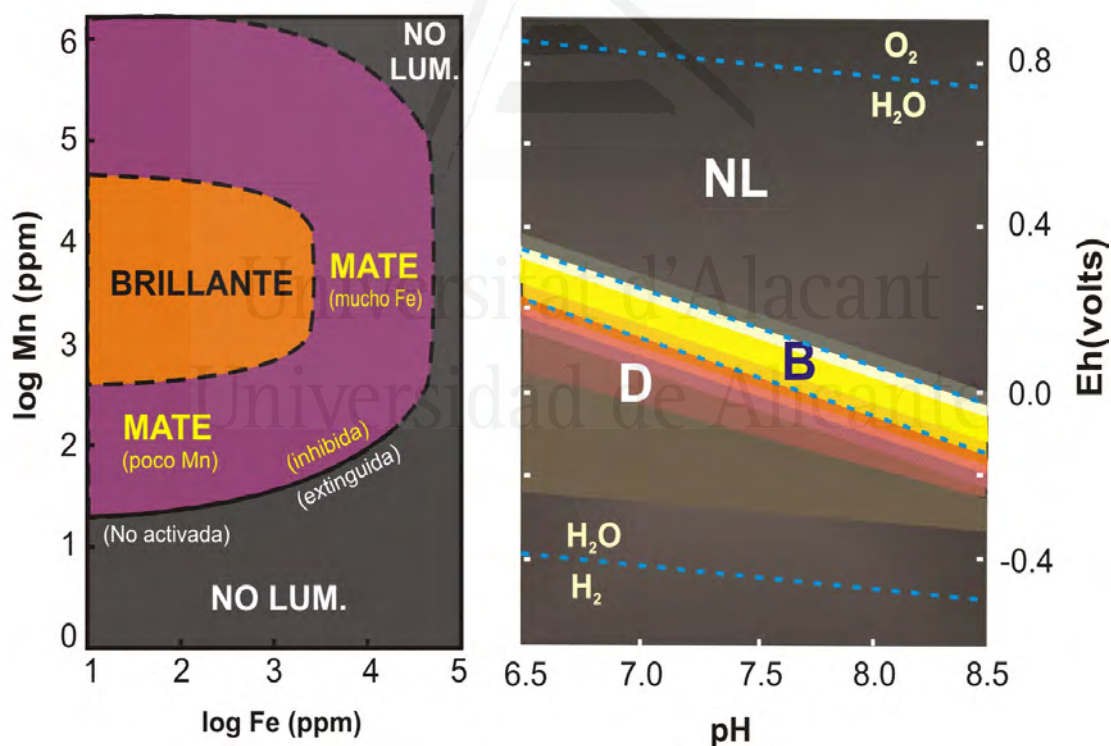 6
5
4
3
2
1
0
log Mn (ppm)
NO
LUM.
BRILLANTE
MATE
(mucho Fe)
MATE
(poco Mn)
(inhibida)
(extinguida)
(No activada)
NO LUM.
1
2
3
4
5
log Fe (ppm)
O₂
H₂O
NL
B
D
H₂O
H₂
0.8
0.4
0.0
-0.4
Eh(volts)
6.5
7.0
7.5
8.0
8.5
pH
Universitat d'Alacant
Universidad de Alicante